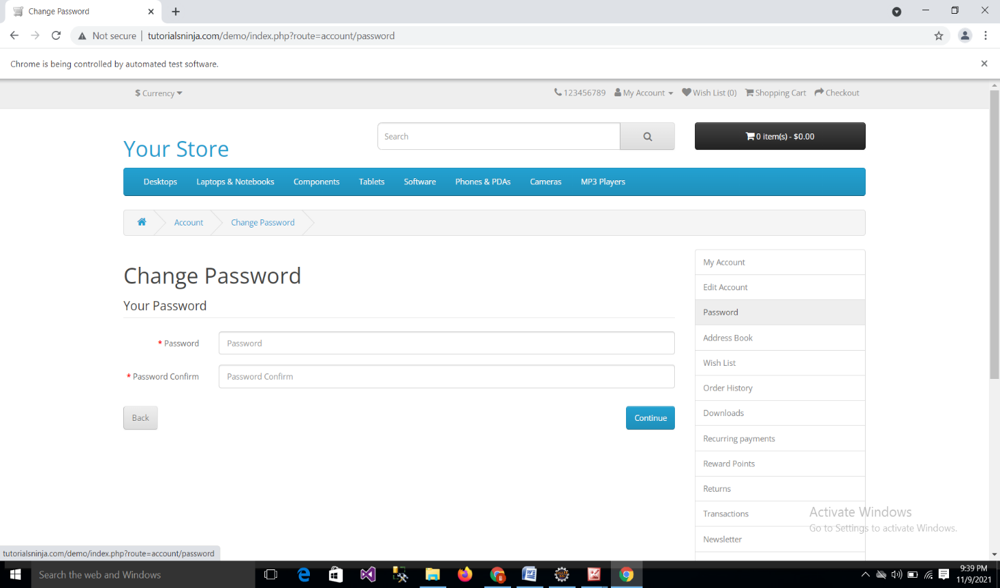 Change Password
Not secure | tutorialsninja.com/demo/index.php?route=account/password
Chrome is being controlled by automated test software.
$ Currency
123456789 My Account Wish List (0) Shopping Cart Checkout
Your Store
Search
0 item(s) - $0.00
Desktops Laptops & Notebooks Components Tablets Software Phones & PDAs Cameras MP3 Players
Account Change Password
Change Password
Your Password
* Password Password
* Password Confirm Password Confirm
Back Continue
My Account
Edit Account
Password
Address Book
Wish List
Order History
Downloads
Recurring payments
Reward Points
Returns
Transactions
Newsletter
Activate Windows
Go to Settings to activate Windows.
tutorialsninja.com/demo/index.php?route=account/password
Search the web and Windows
9:39 PM
11/9/2021